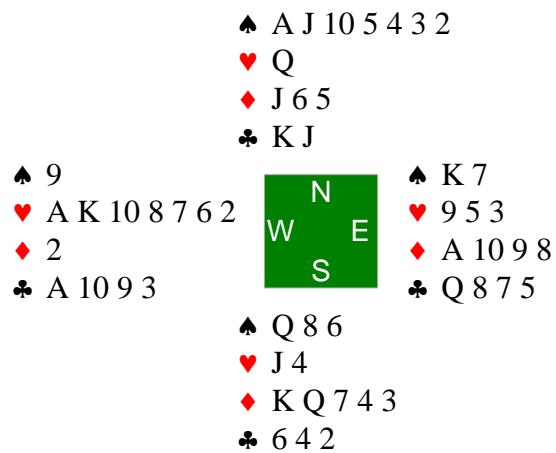 ♠ A J 10 5 4 3 2
♥ Q
♦ J 6 5
♣ K J
♠ 9
♥ A K 10 8 7 6 2
♦ 2
♣ A 10 9 3
N
W E
S
♠ K 7
♥ 9 5 3
♦ A 10 9 8
♣ Q 8 7 5
♠ Q 8 6
♥ J 4
♦ K Q 7 4 3
♣ 6 4 2